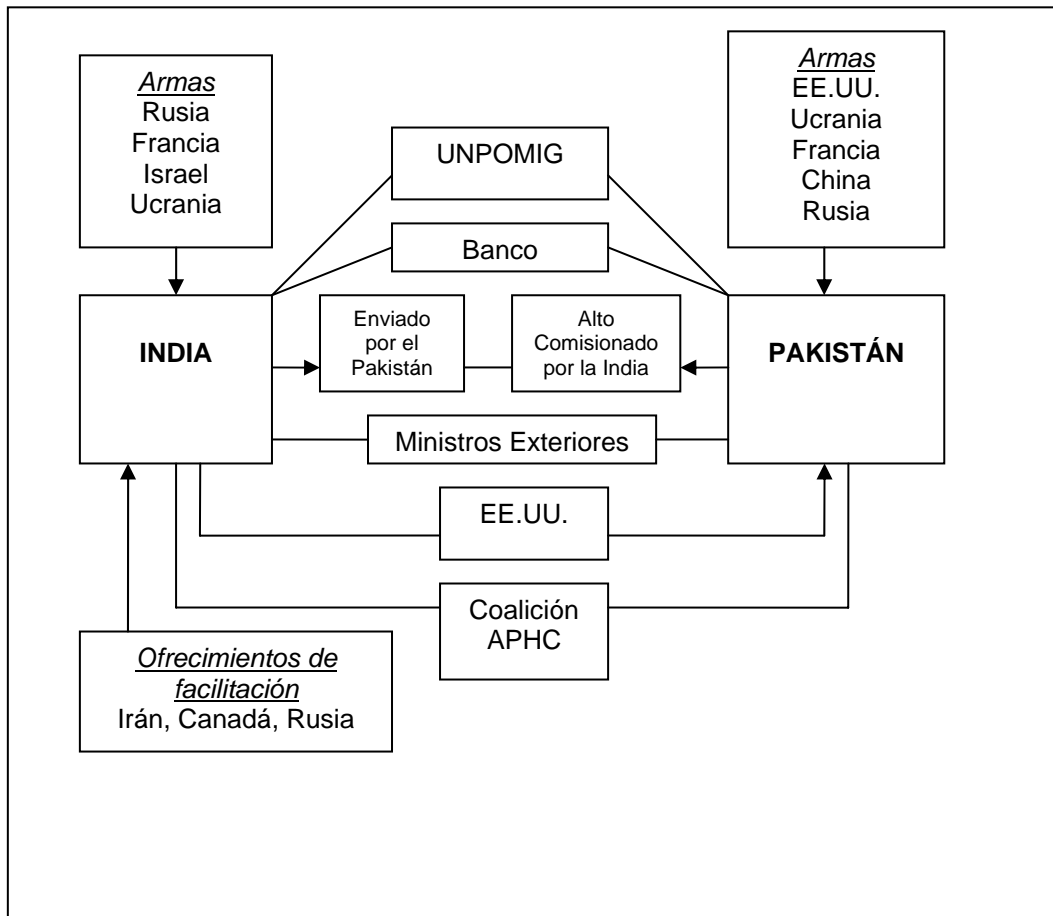 Armas
Rusia
Francia
Israel
Ucrania
Armas
EE.UU.
Ucrania
Francia
China
Rusia
UNPOMIG
Banco
INDIA
Enviado
por el
Pakistán
Alto
Comisionado
por la India
PAKISTÁN
Ministros Exteriores
EE.UU.
Coalición
APHC
Ofrecimientos de
facilitación
Irán, Canadá, Rusia